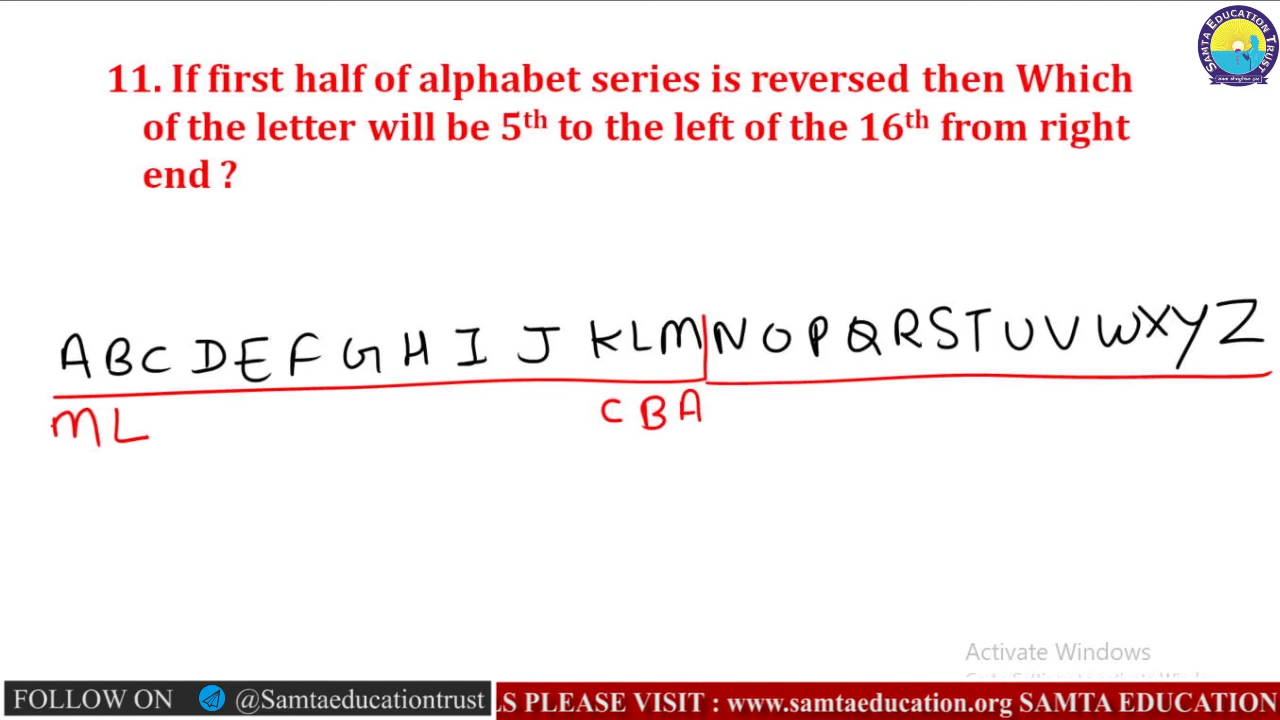 SAMTA EDUCATION TRUST
11. If first half of alphabet series is reversed then Which
of the letter will be 5th to the left of the 16th from right
end ?
A B C D E F G H I J K L M N O P Q R S T U V W X Y Z
M L C B A
Activate Windows
FOLLOW ON @Samtaeducationtrust LS PLEASE VISIT : www.samtaeducation.org SAMTA EDUCATION